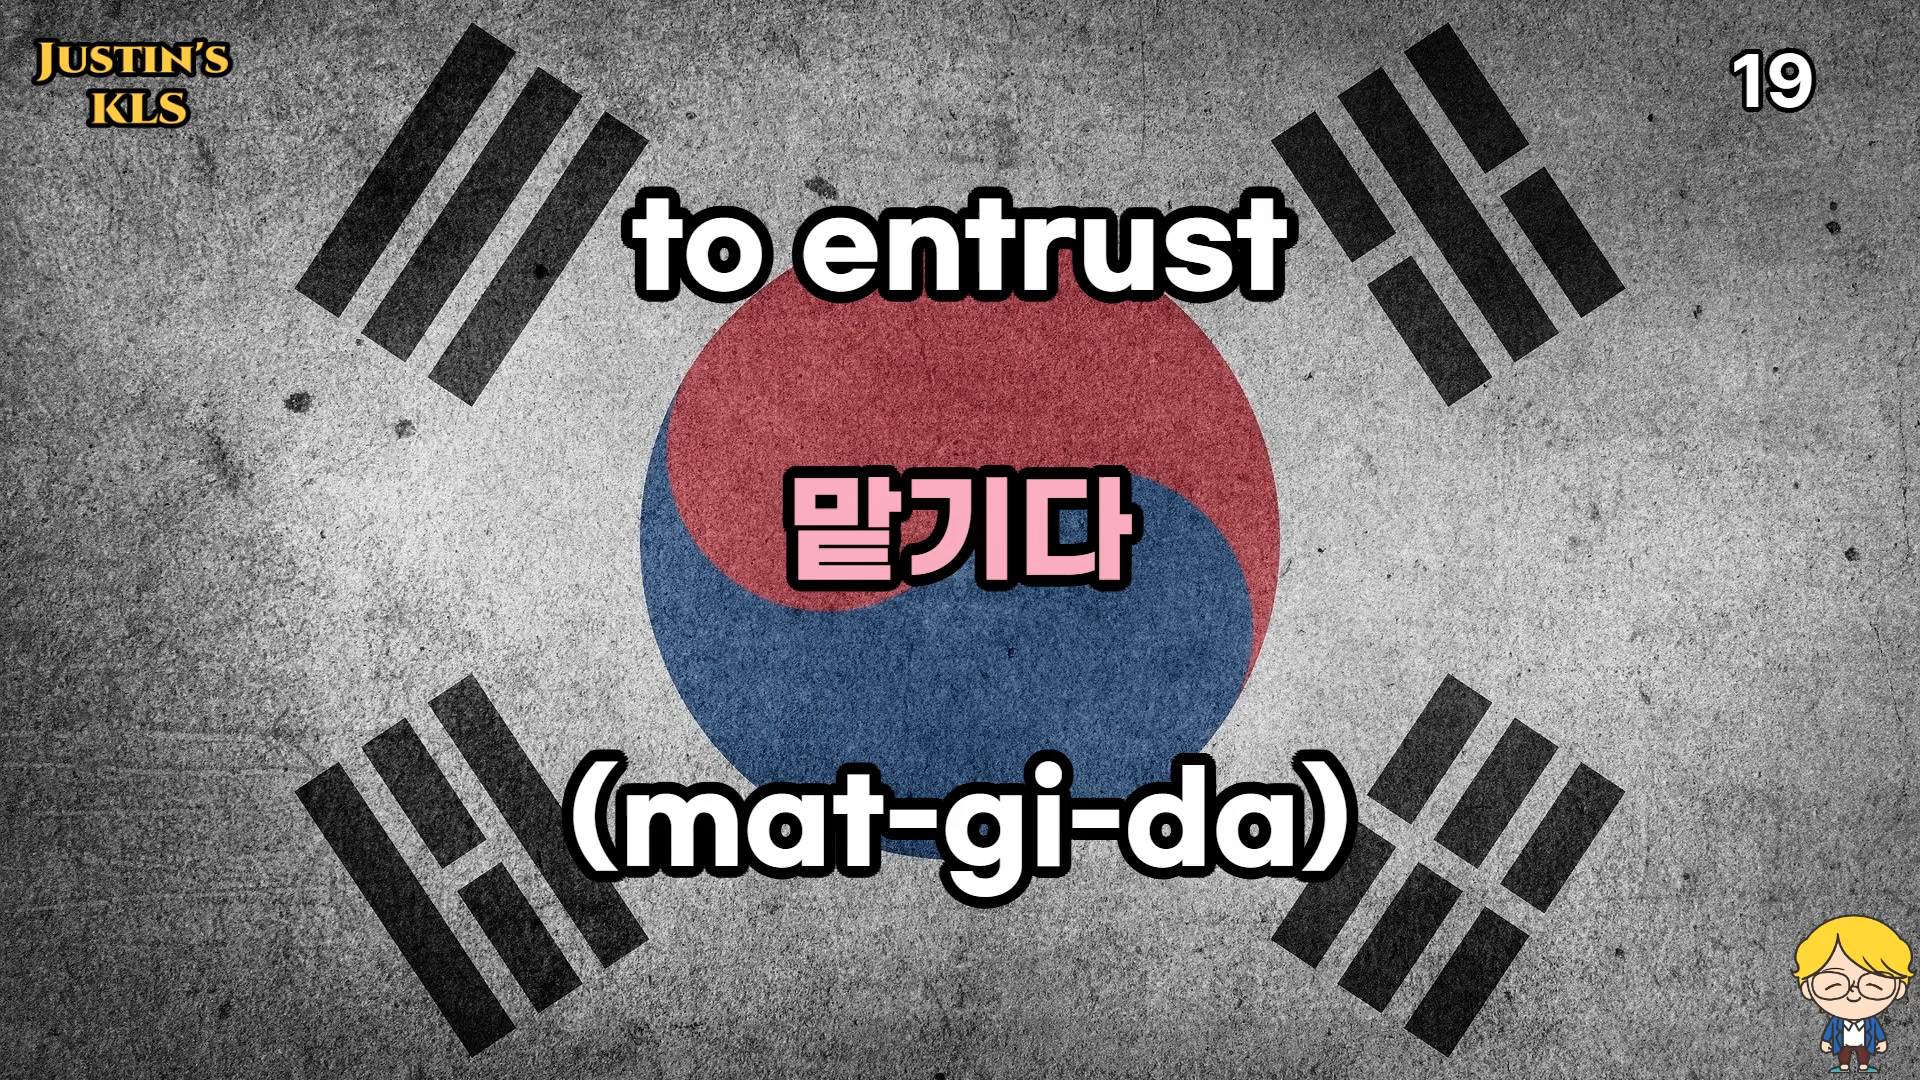 JUSTIN'S
KLS
19
to entrust
맡기다
(mat-gi-da)